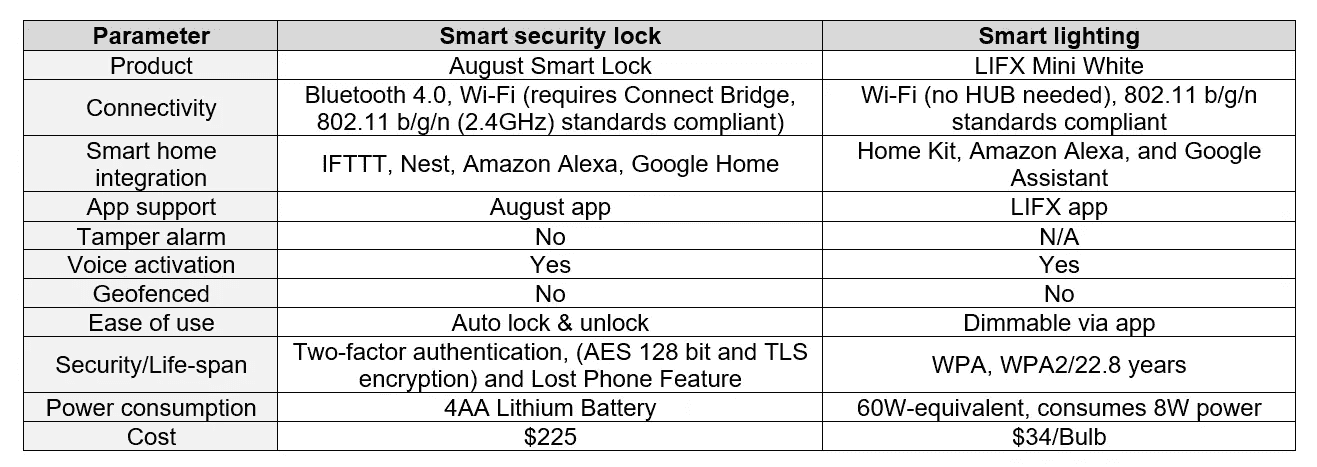 Parameter Smart security lock Smart lighting
Product August Smart Lock LIFX Mini White
Connectivity Bluetooth 4.0, Wi-Fi (requires Connect Bridge, 802.11 b/g/n (2.4GHz) standards compliant) Wi-Fi (no HUB needed), 802.11 b/g/n standards compliant
Smart home integration IFTTT, Nest, Amazon Alexa, Google Home Home Kit, Amazon Alexa, and Google Assistant
App support August app LIFX app
Tamper alarm No N/A
Voice activation Yes Yes
Geofenced No No
Ease of use Auto lock & unlock Dimmable via app
Security/Life-span Two-factor authentication, (AES 128 bit and TLS encryption) and Lost Phone Feature WPA, WPA2/22.8 years
Power consumption 4AA Lithium Battery 60W-equivalent, consumes 8W power
Cost $225 $34/Bulb